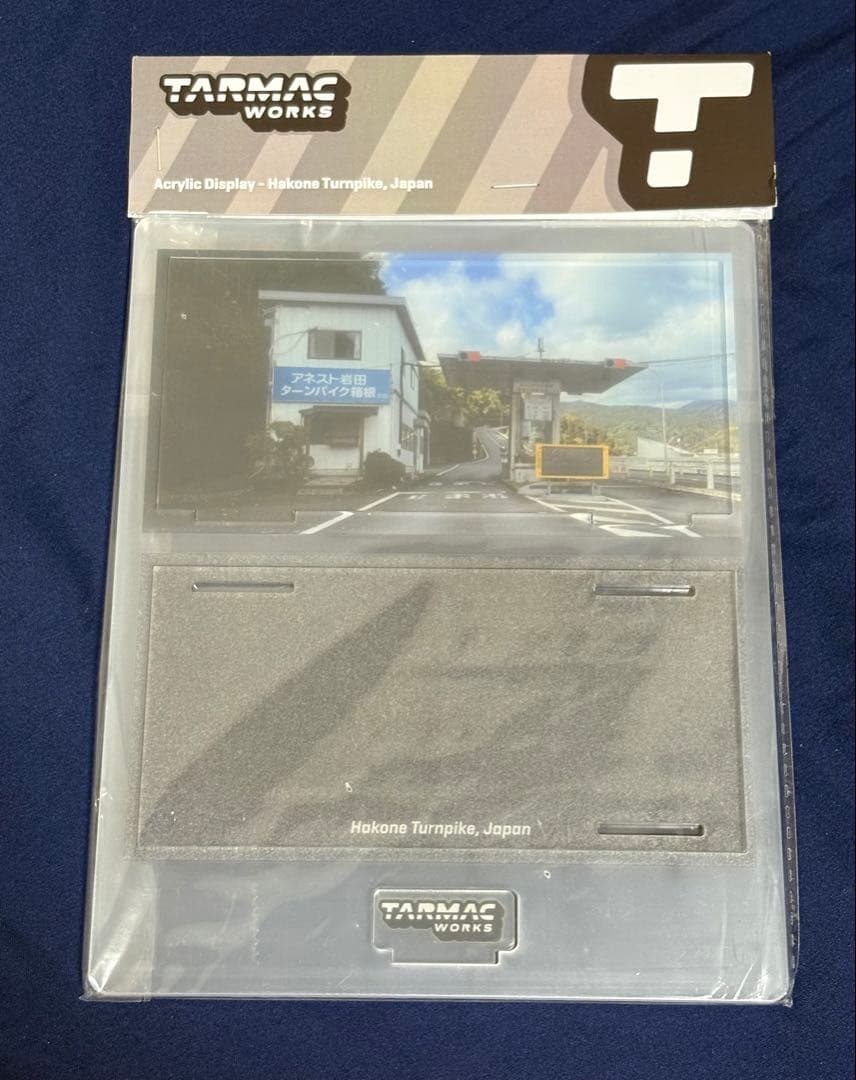 TARMAC
WORKS
Acrylic Display - Hakone Turnpike, Japan
アネスト岩田
ターンパイク箱根
Hakone Turnpike, Japan
TARMAC
WORKS